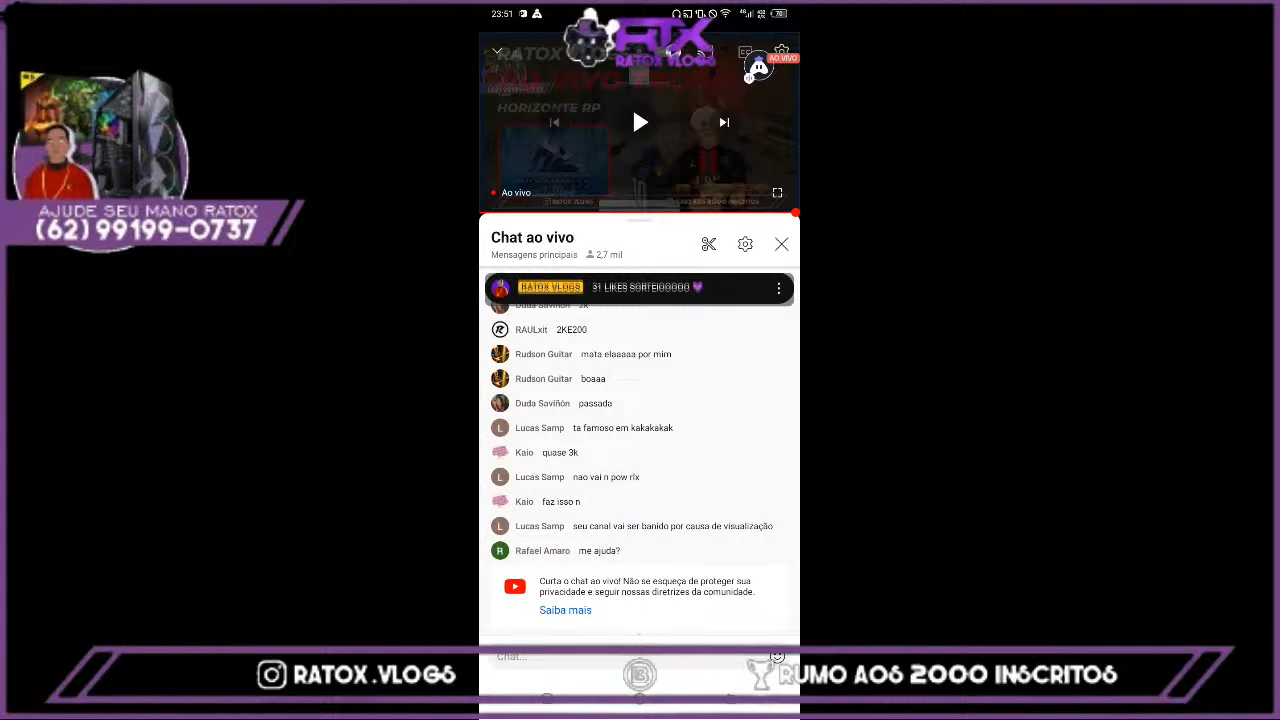 23:51
RTX
RATOX VLOGS
AO VIVO
RATOX
HORIZONTE RP
Ao vivo
AJUDE SEU MANO RATOX
(62) 99199-0737
Chat ao vivo
Mensagens principais 2,7 mil
RATOX VLOGS 31 LIKES SORTEIOOOOO 💜
Duda Saviñón 2k
RAULxit 2KE200
Rudson Guitar mata elaaaaa por mim
Rudson Guitar boaaa
Duda Saviñón passada
Lucas Samp ta famoso em kakakakak
Kaio quase 3k
Lucas Samp nao vai n pow rlx
Kaio faz isso n
Lucas Samp seu canal vai ser banido por causa de visualização
Rafael Amaro me ajuda?
Curta o chat ao vivo! Não se esqueça de proteger sua
privacidade e seguir nossas diretrizes da comunidade.
Saiba mais
Chat...
RATOX.VLOGS
RUMO AOS 2000 INSCRITOS